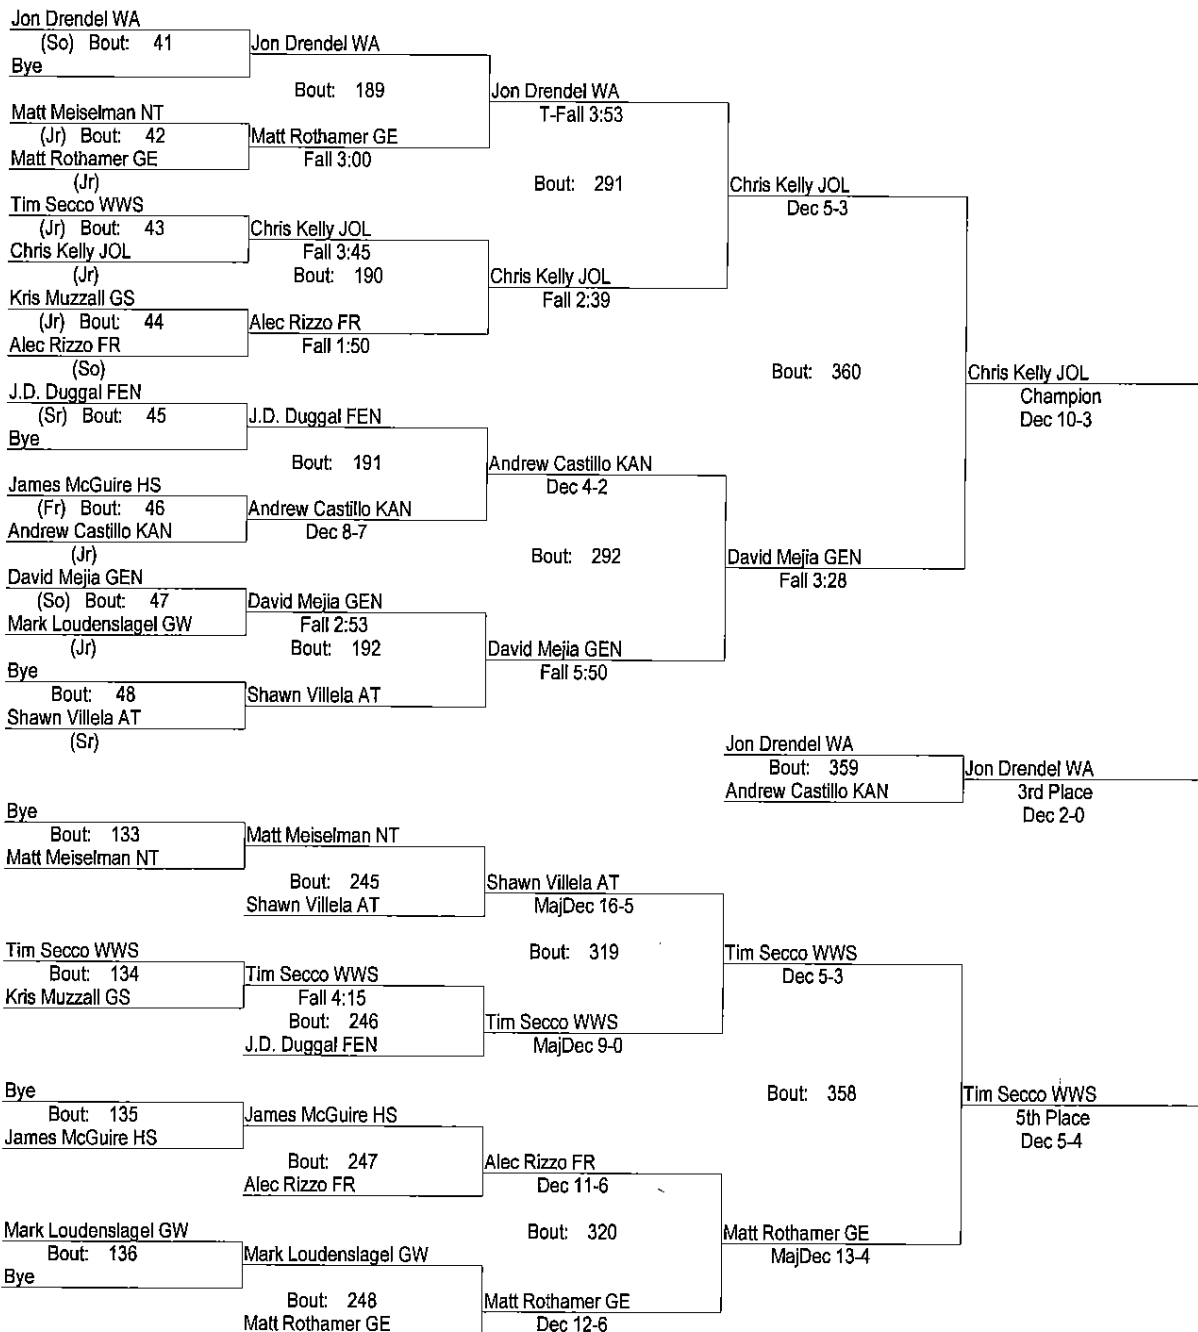 Jon Drendel WA
(So) Bout: 41
Bye
Jon Drendel WA
Bout: 189
Matt Meiselman NT
(Jr) Bout: 42
Matt Rothamer GE
(Jr)
Matt Rothamer GE
Fall 3:00
Jon Drendel WA
T-Fall 3:53
Bout: 291
Tim Secco WWS
(Jr) Bout: 43
Chris Kelly JOL
(Jr)
Chris Kelly JOL
Fall 3:45
Bout: 190
Kris Muzzall GS
(Jr) Bout: 44
Alec Rizzo FR
(So)
Alec Rizzo FR
Fall 1:50
Chris Kelly JOL
Fall 2:39
Chris Kelly JOL
Dec 5-3
Bout: 360
Chris Kelly JOL
Champion
Dec 10-3
J.D. Duggal FEN
(Sr) Bout: 45
Bye
J.D. Duggal FEN
Bout: 191
James McGuire HS
(Fr) Bout: 46
Andrew Castillo KAN
(Jr)
Andrew Castillo KAN
Dec 8-7
Andrew Castillo KAN
Dec 4-2
Bout: 292
David Mejia GEN
(So) Bout: 47
Mark Loudenslagel GW
(Jr)
David Mejia GEN
Fall 2:53
Bout: 192
Bye
Bout: 48
Shawn Villela AT
(Sr)
Shawn Villela AT
David Mejia GEN
Fall 5:50
David Mejia GEN
Fall 3:28
Jon Drendel WA
Bout: 359
Andrew Castillo KAN
Jon Drendel WA
3rd Place
Dec 2-0
Bye
Bout: 133
Matt Meiselman NT
Matt Meiselman NT
Bout: 245
Shawn Villela AT
Shawn Villela AT
MajDec 16-5
Bout: 319
Tim Secco WWS
Bout: 134
Kris Muzzall GS
Tim Secco WWS
Fall 4:15
Bout: 246
J.D. Duggal FEN
Tim Secco WWS
MajDec 9-0
Tim Secco WWS
Dec 5-3
Bout: 358
Tim Secco WWS
5th Place
Dec 5-4
Bye
Bout: 135
James McGuire HS
James McGuire HS
Bout: 247
Alec Rizzo FR
Alec Rizzo FR
Dec 11-6
Bout: 320
Mark Loudenslagel GW
Bout: 136
Bye
Mark Loudenslagel GW
Bout: 248
Matt Rothamer GE
Matt Rothamer GE
Dec 12-6
Matt Rothamer GE
MajDec 13-4